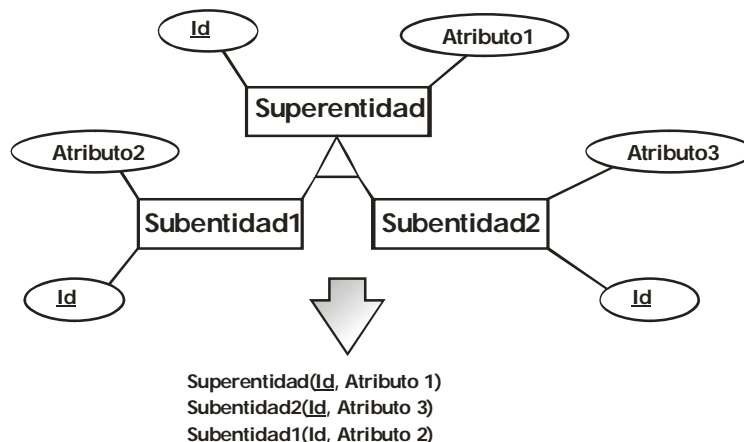 Id
Atributo1
Superentidad
Atributo2
Atributo3
Subentidad1
Subentidad2
Id
Id
Superentidad(Id, Atributo 1)
Subentidad2(Id, Atributo 3)
Subentidad1(Id, Atributo 2)